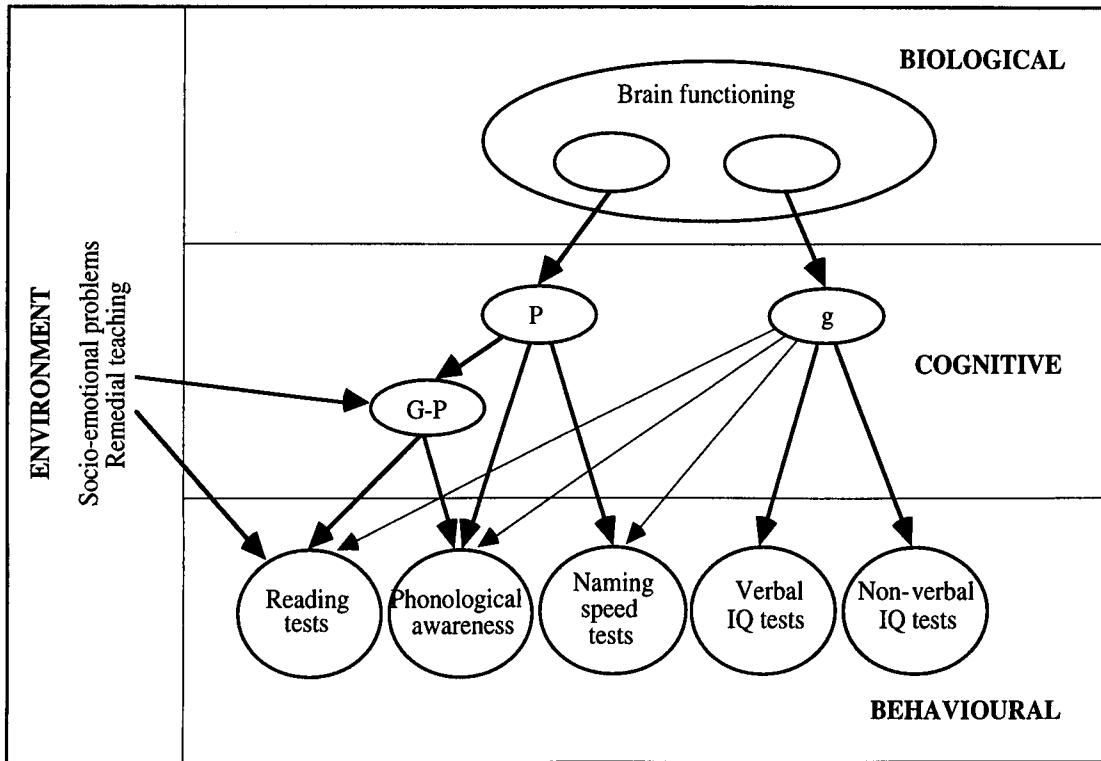 BIOLOGICAL
Brain functioning
ENVIRONMENT
Socio-emotional problems
Remedial teaching
P
g
COGNITIVE
G-P
Reading
tests
Phonological
awareness
Naming
speed
tests
Verbal
IQ tests
Non-verbal
IQ tests
BEHAVIOURAL